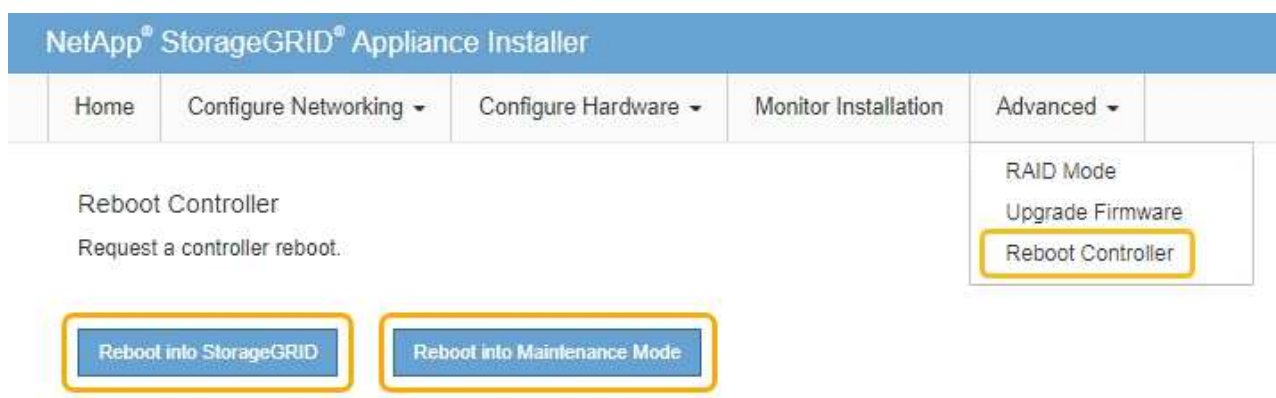 NetApp® StorageGRID® Appliance Installer
Home Configure Networking Configure Hardware Monitor Installation Advanced
RAID Mode
Upgrade Firmware
Reboot Controller
Reboot Controller
Request a controller reboot.
Reboot into StorageGRID Reboot into Maintenance Mode